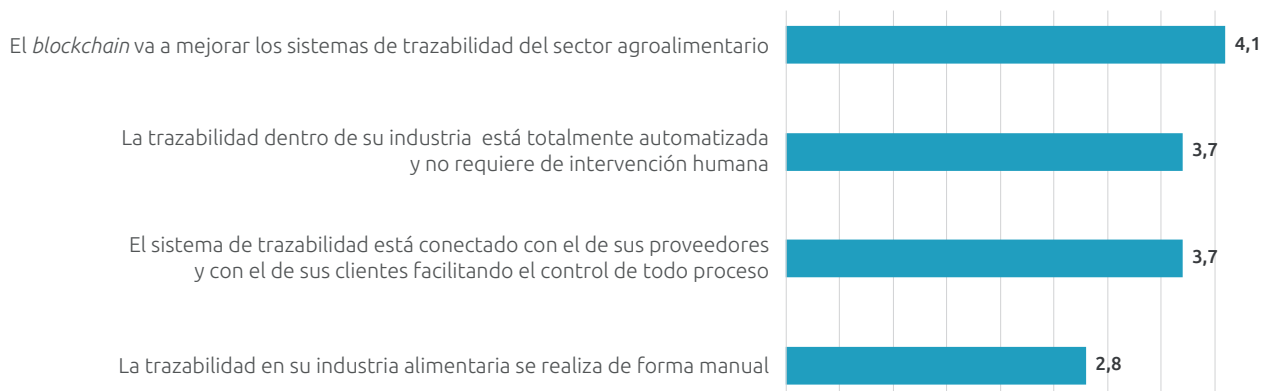 El blockchain va a mejorar los sistemas de trazabilidad del sector agroalimentario
4,1
La trazabilidad dentro de su industria está totalmente automatizada
y no requiere de intervención humana
3,7
El sistema de trazabilidad está conectado con el de sus proveedores
y con el de sus clientes facilitando el control de todo proceso
3,7
La trazabilidad en su industria alimentaria se realiza de forma manual
2,8